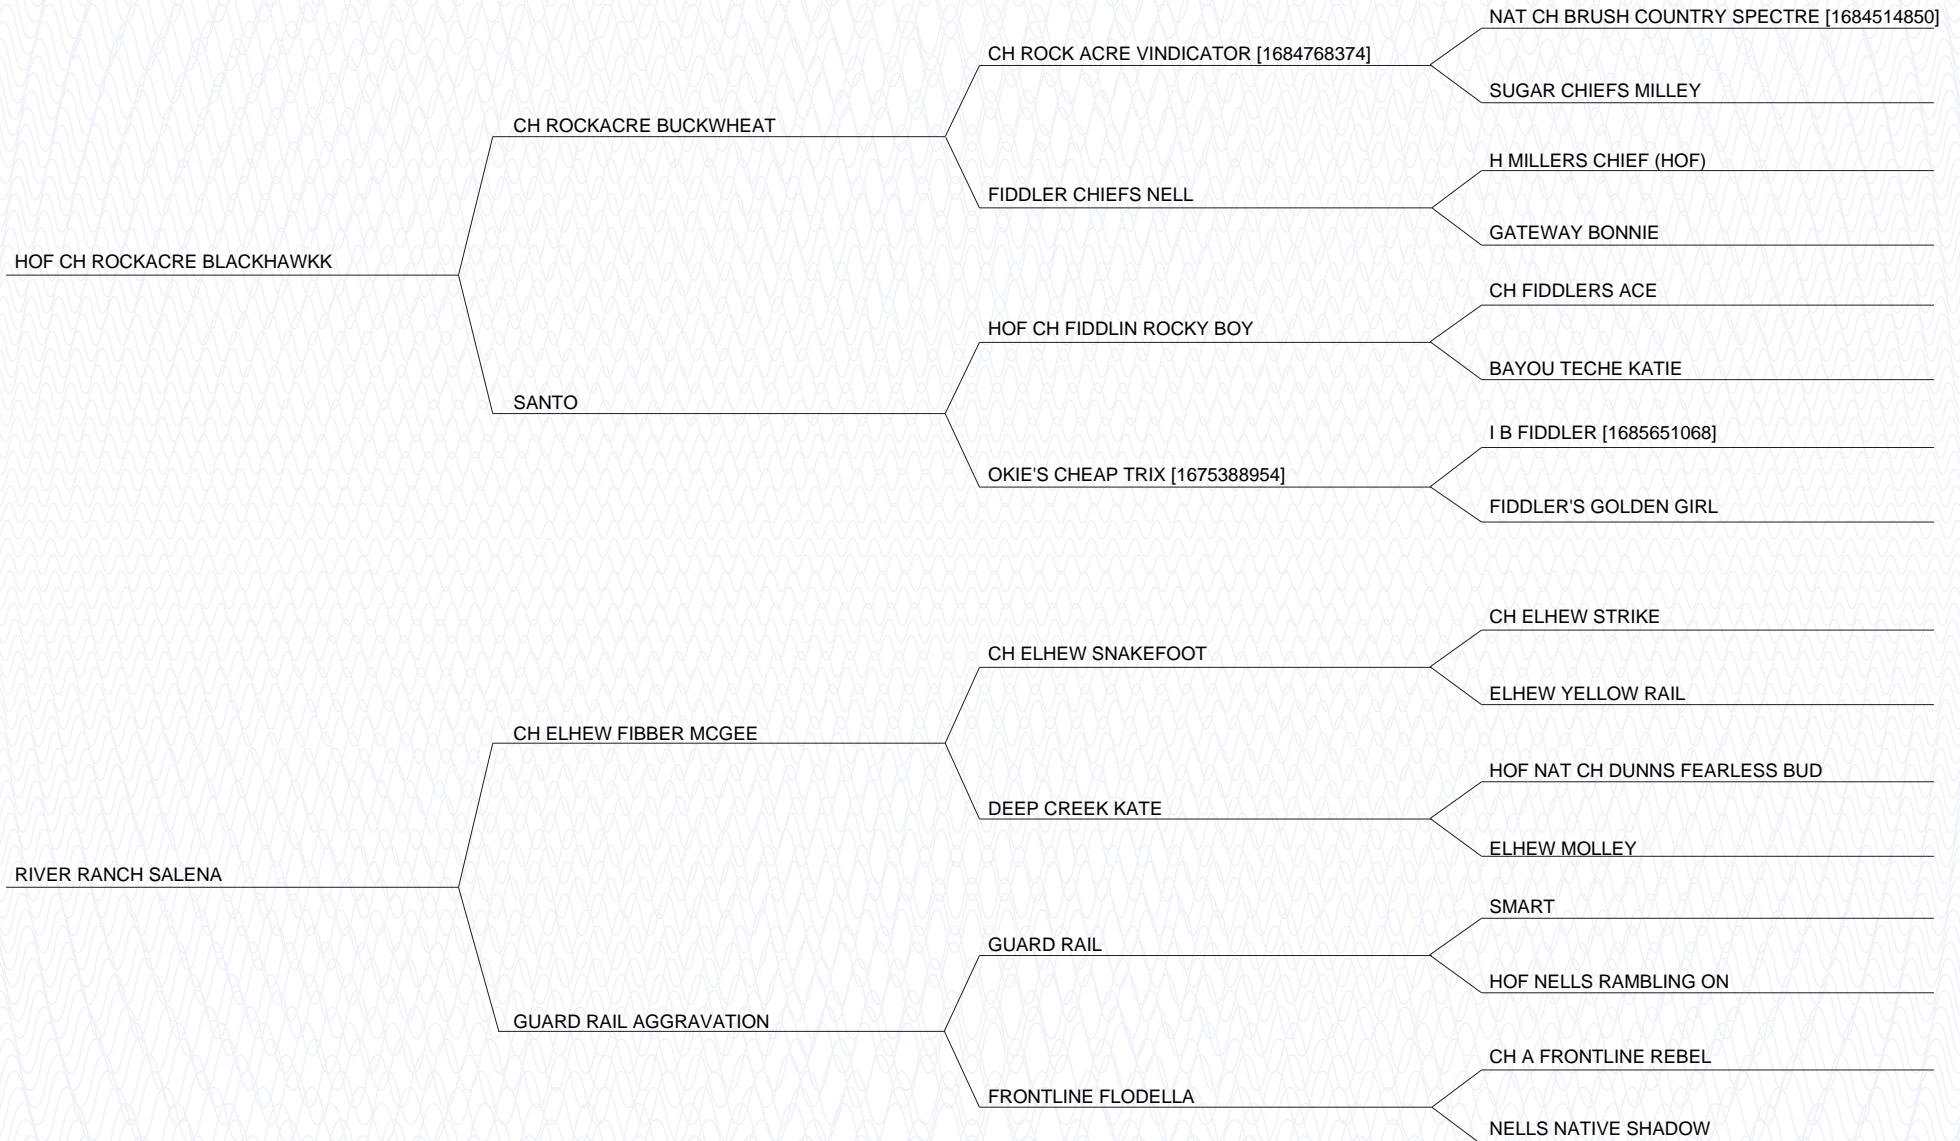 NAT CH BRUSH COUNTRY SPECTRE [1684514850]
CH ROCK ACRE VINDICATOR [1684768374]
SUGAR CHIEFS MILLEY
CH ROCKACRE BUCKWHEAT
H MILLERS CHIEF (HOF)
FIDDLER CHIEFS NELL
GATEWAY BONNIE
HOF CH ROCKACRE BLACKHAWKK
CH FIDDLERS ACE
HOF CH FIDDLIN ROCKY BOY
BAYOU TECHE KATIE
SANTO
I B FIDDLER [1685651068]
OKIE'S CHEAP TRIX [1675388954]
FIDDLER'S GOLDEN GIRL
CH ELHEW STRIKE
CH ELHEW SNAKEFOOT
ELHEW YELLOW RAIL
CH ELHEW FIBBER MCGEE
HOF NAT CH DUNNS FEARLESS BUD
DEEP CREEK KATE
ELHEW MOLLEY
RIVER RANCH SALENA
SMART
GUARD RAIL
HOF NELLS RAMBLING ON
GUARD RAIL AGGRAVATION
CH A FRONTLINE REBEL
FRONTLINE FLODELLA
NELLS NATIVE SHADOW